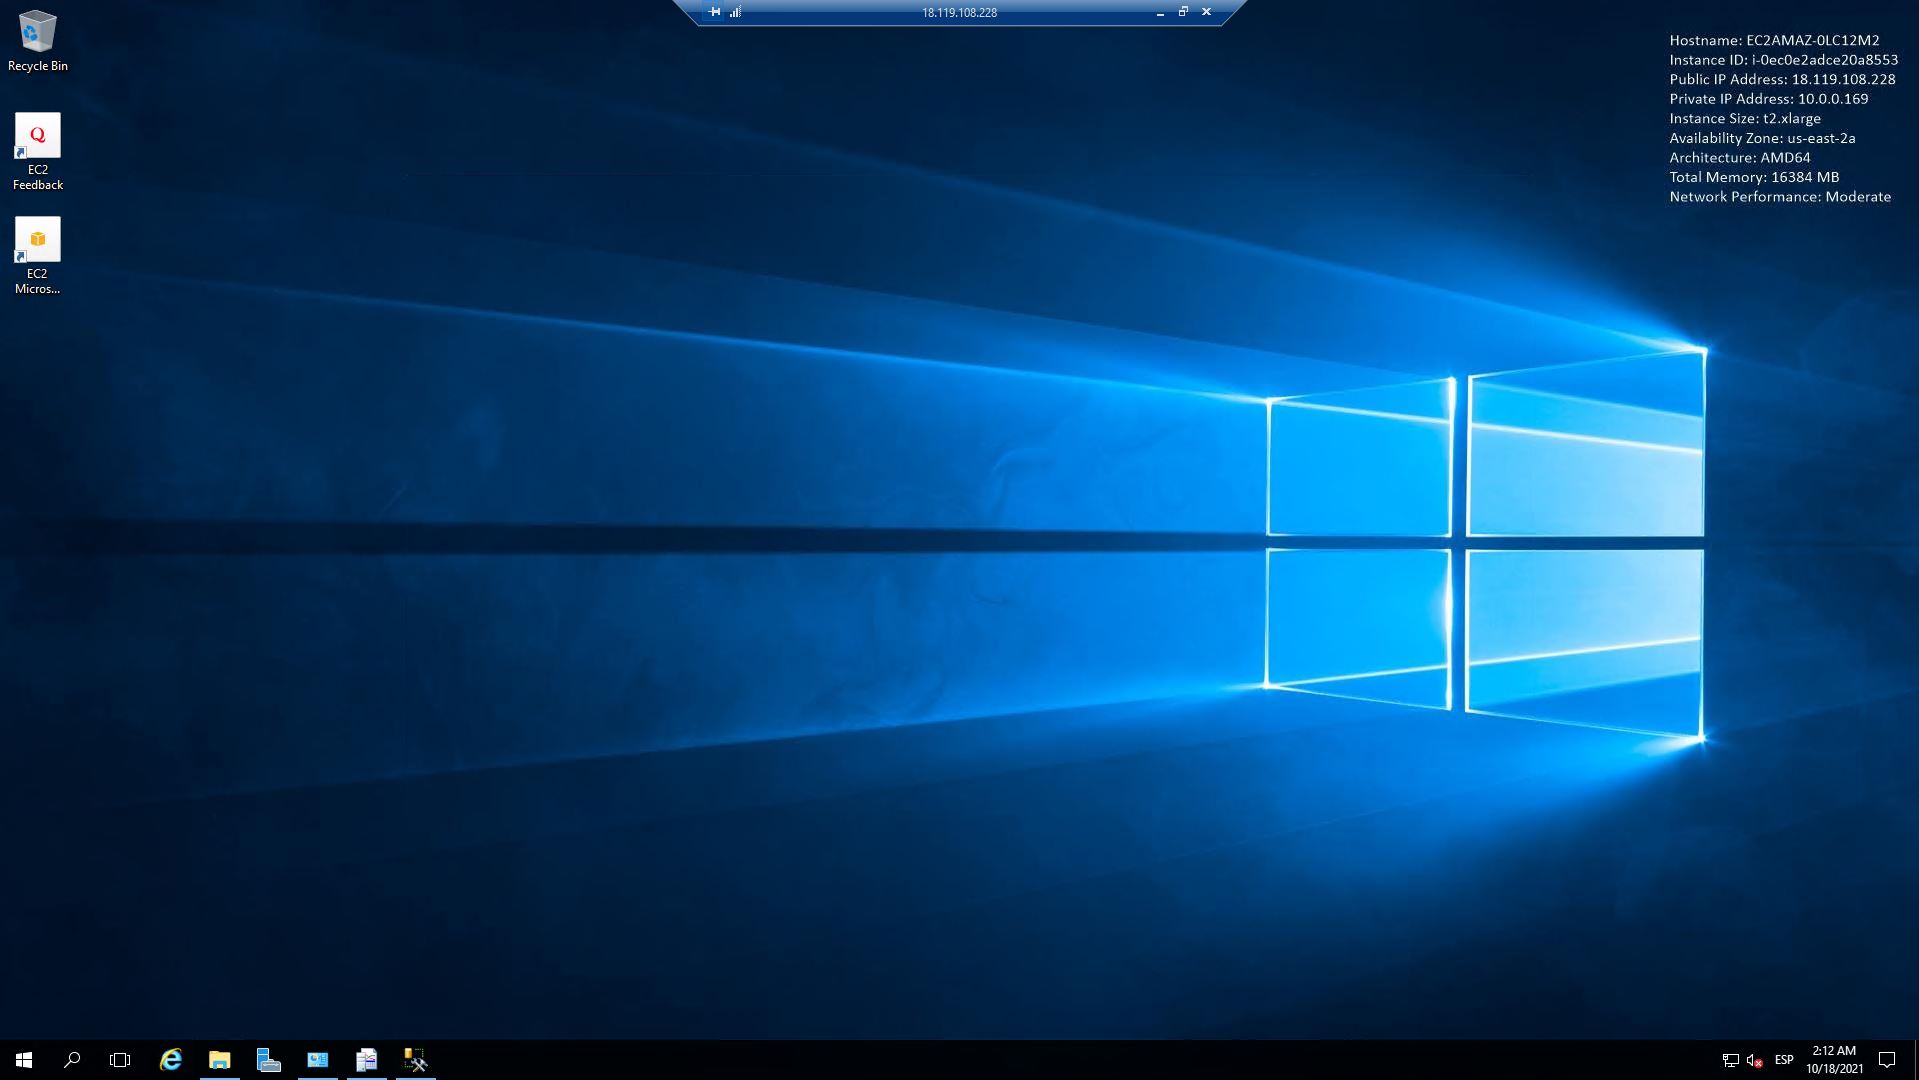 18.119.108.228
Recycle Bin
Q
EC2
Feedback
EC2
Micros...
Hostname: EC2AMAZ-0LC12M2
Instance ID: i-0ec0e2adce20a8553
Public IP Address: 18.119.108.228
Private IP Address: 10.0.0.169
Instance Size: t2.xlarge
Availability Zone: us-east-2a
Architecture: AMD64
Total Memory: 16384 MB
Network Performance: Moderate
ESP
2:12 AM
10/18/2021